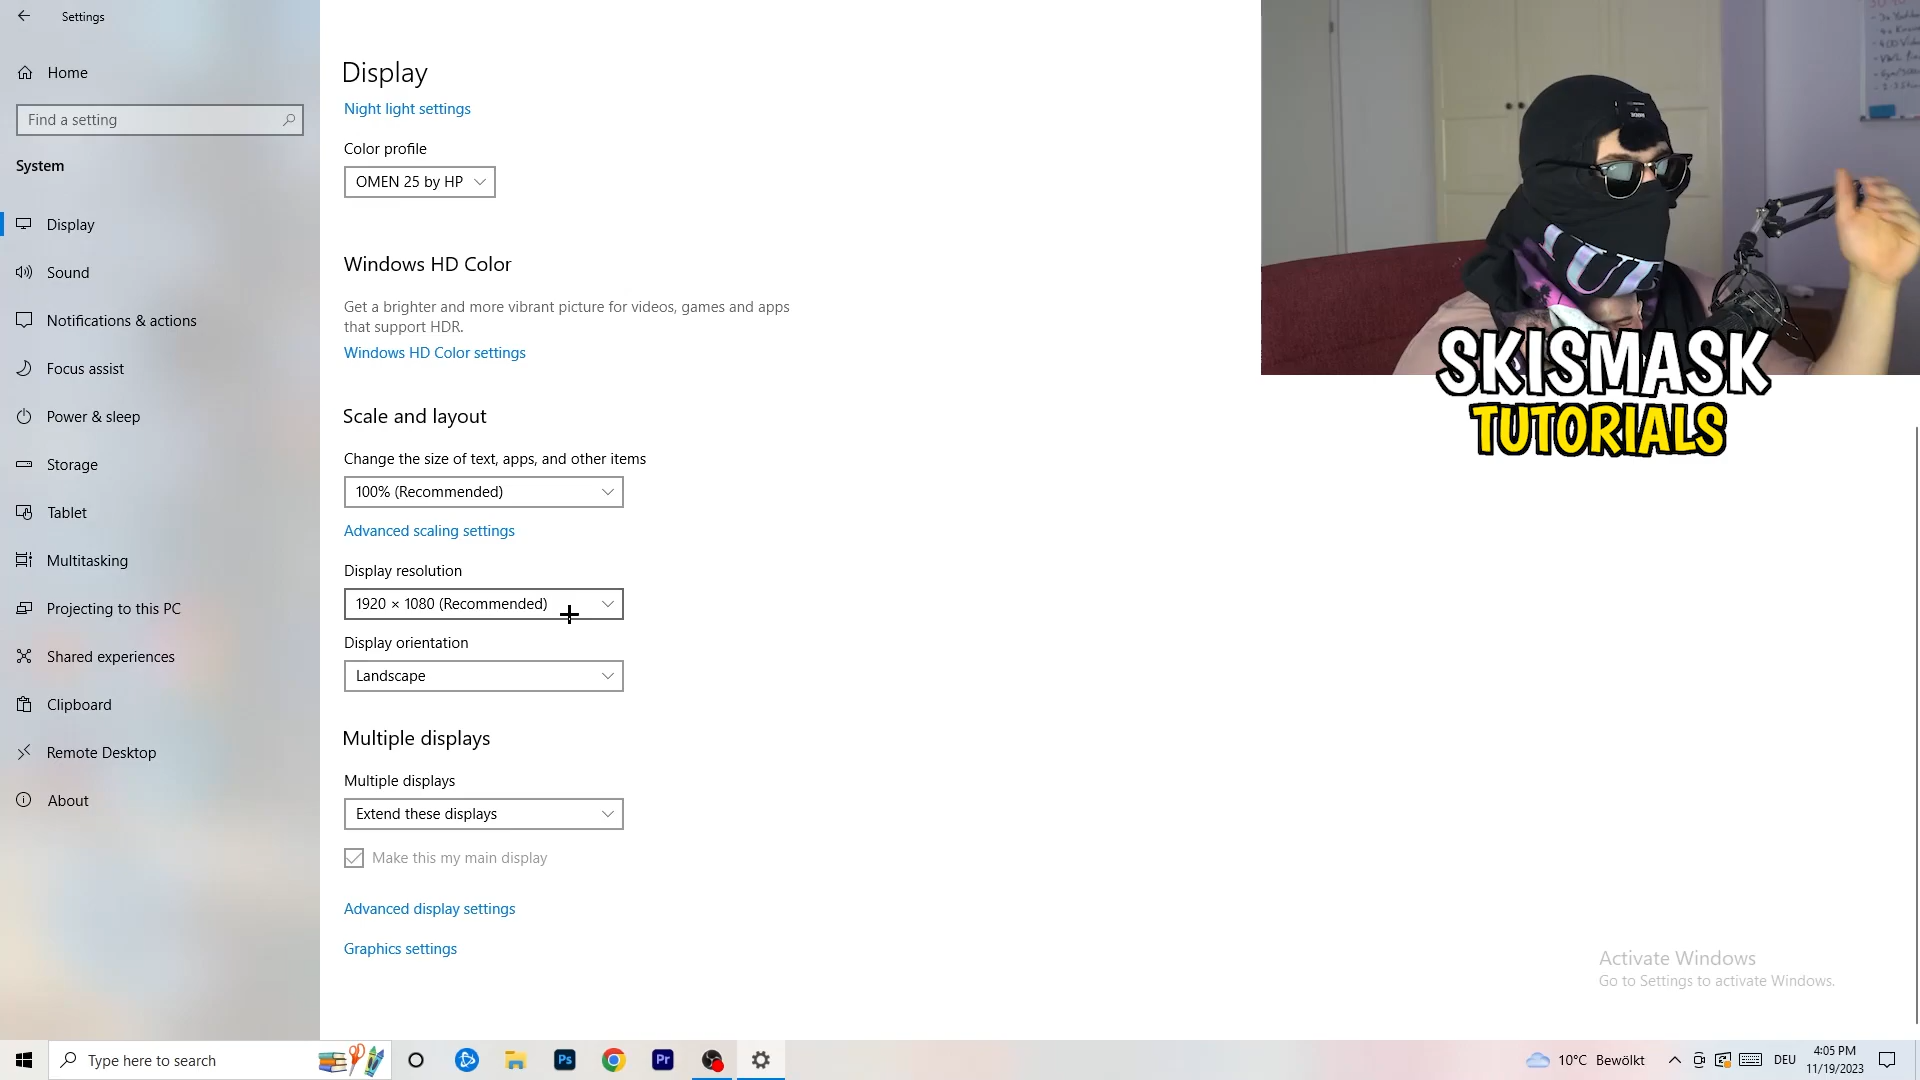 Settings
Home
Find a setting
System
Display
Sound
Notifications & actions
Focus assist
Power & sleep
Storage
Tablet
Multitasking
Projecting to this PC
Shared experiences
Clipboard
Remote Desktop
About
Display
Night light settings
Color profile
OMEN 25 by HP
Windows HD Color
Get a brighter and more vibrant picture for videos, games and apps
that support HDR.
Windows HD Color settings
Scale and layout
Change the size of text, apps, and other items
100% (Recommended)
Advanced scaling settings
Display resolution
1920 × 1080 (Recommended)
Display orientation
Landscape
Multiple displays
Multiple displays
Extend these displays
Make this my main display
Advanced display settings
Graphics settings
SKISMASK
TUTORIALS
Activate Windows
Go to Settings to activate Windows.
Type here to search
Ps
Pr
10°C Bewölkt
DEU
4:05 PM
11/19/2023